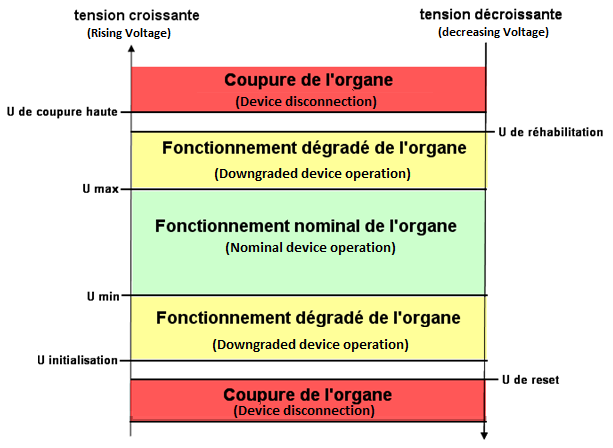 tension croissante
(Rising Voltage)
tension décroissante
(decreasing Voltage)
Coupure de l'organe
(Device disconnection)
U de coupure haute
U de réhabilitation
Fonctionnement dégradé de l'organe
(Downgraded device operation)
U max
Fonctionnement nominal de l'organe
(Nominal device operation)
U min
Fonctionnement dégradé de l'organe
(Downgraded device operation)
U initialisation
U de reset
Coupure de l'organe
(Device disconnection)